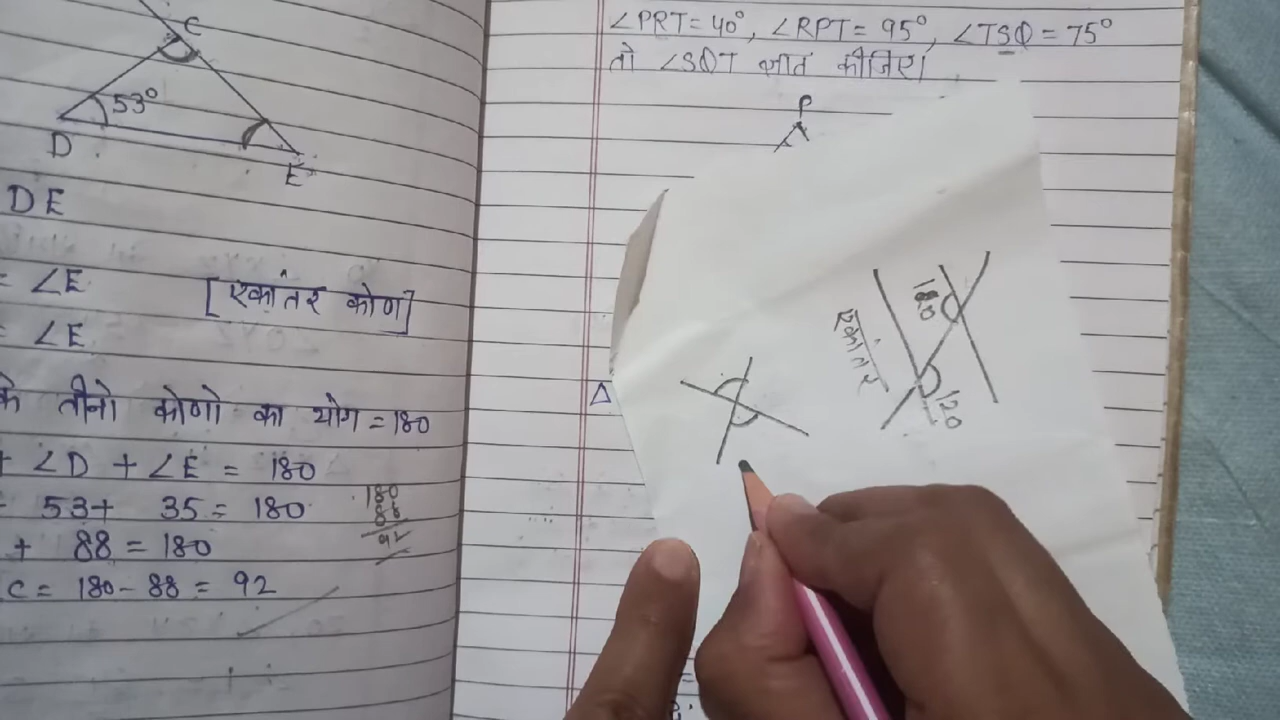 C
53°
D
E
DE
= ∠E [एकांतर कोण]
= ∠E
के तीनो कोणो का योग = 180
+ ∠D + ∠E = 180
53+ 35 = 180
180
88
92
+ 88 = 180
C = 180 - 88 = 92
∠PRT = 40°, ∠RPT = 95°, ∠TSQ = 75°
तो ∠SQT ज्ञात कीजिए।
P
Δ
एकांतर
120
120